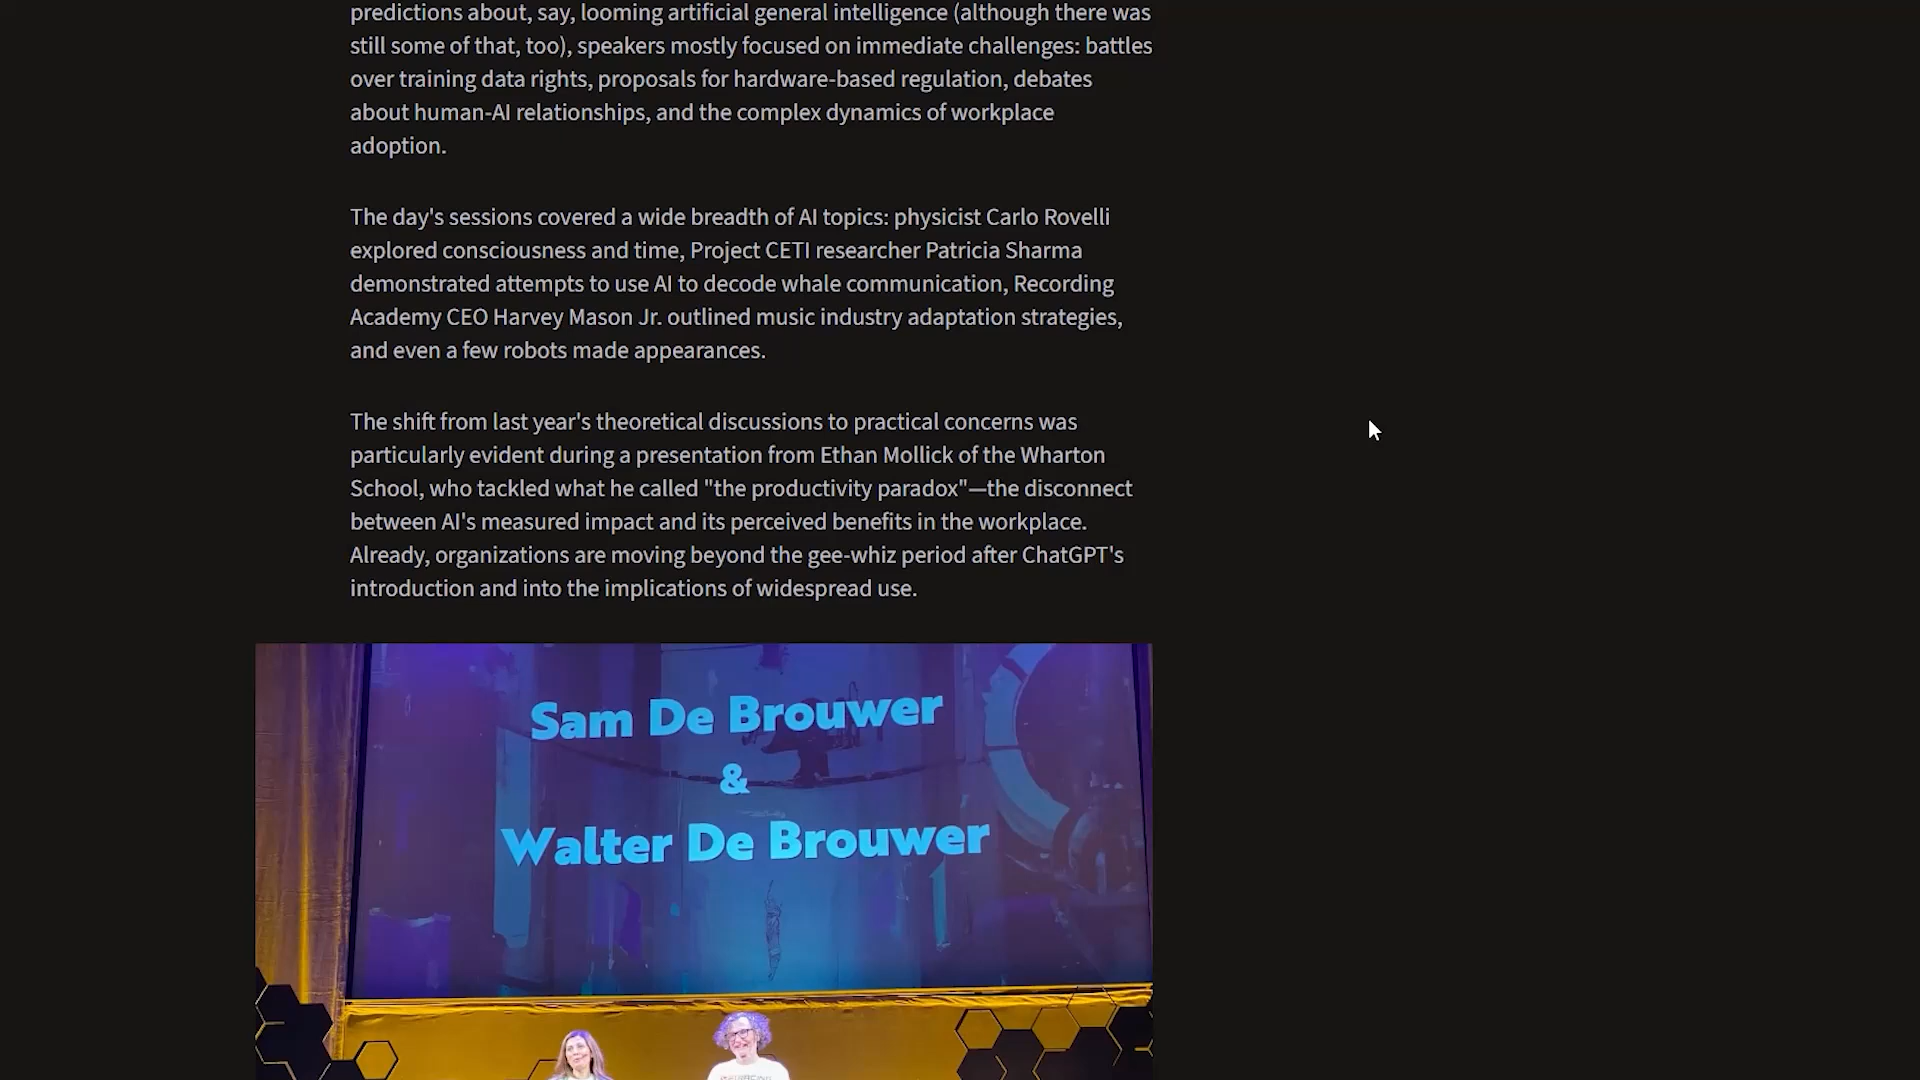 predictions about, say, looming artificial general intelligence (although there was
still some of that, too), speakers mostly focused on immediate challenges: battles
over training data rights, proposals for hardware-based regulation, debates
about human-AI relationships, and the complex dynamics of workplace
adoption.
The day's sessions covered a wide breadth of AI topics: physicist Carlo Rovelli
explored consciousness and time, Project CETI researcher Patricia Sharma
demonstrated attempts to use AI to decode whale communication, Recording
Academy CEO Harvey Mason Jr. outlined music industry adaptation strategies,
and even a few robots made appearances.
The shift from last year's theoretical discussions to practical concerns was
particularly evident during a presentation from Ethan Mollick of the Wharton
School, who tackled what he called "the productivity paradox"—the disconnect
between AI's measured impact and its perceived benefits in the workplace.
Already, organizations are moving beyond the gee-whiz period after ChatGPT's
introduction and into the implications of widespread use.
Sam De Brouwer
&
Walter De Brouwer